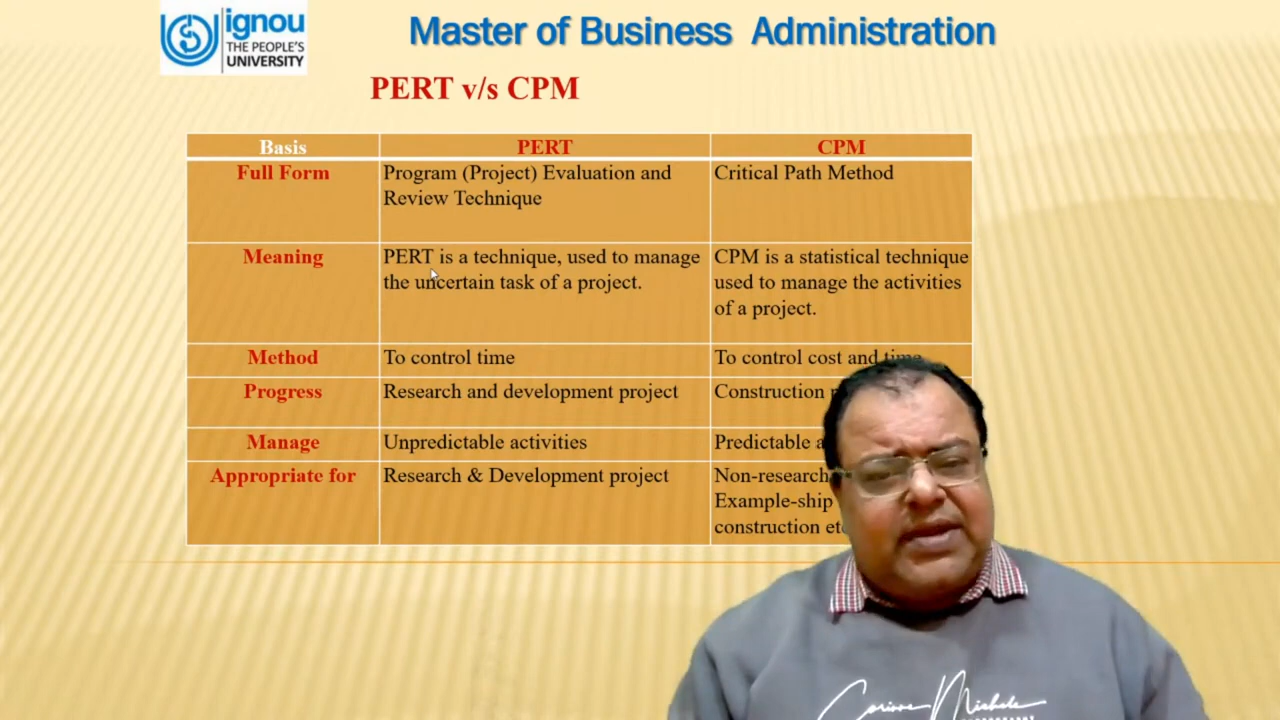 ignou
THE PEOPLE'S
UNIVERSITY
Master of Business Administration
PERT v/s CPM
Basis
PERT
CPM
Full Form
Program (Project) Evaluation and
Review Technique
Critical Path Method
Meaning
PERT is a technique, used to manage
the uncertain task of a project.
CPM is a statistical technique
used to manage the activities
of a project.
Method
To control time
To control cost and time
Progress
Research and development project
Construction
Manage
Unpredictable activities
Predictable
Appropriate for
Research & Development project
Non-research
Example-ship
construction
Corinne Michele